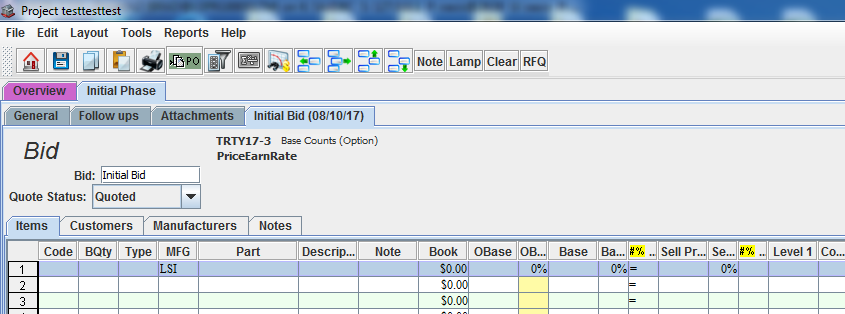 Project testtesttest
File Edit Layout Tools Reports Help
PO Note Lamp Clear RFQ
Overview Initial Phase
General Follow ups Attachments Initial Bid (08/10/17)
Bid TRTY17-3 Base Counts (Option)
PriceEarnRate
Bid: Initial Bid
Quote Status: Quoted
Items Customers Manufacturers Notes
Code BQty Type MFG Part Descrip... Note Book OBase OB... Base Ba... #% .. Sell Pr... Se... #% .. Level 1 Co...
1 LSI $0.00 0% 0% = 0%
2 $0.00 =
3 $0.00 =